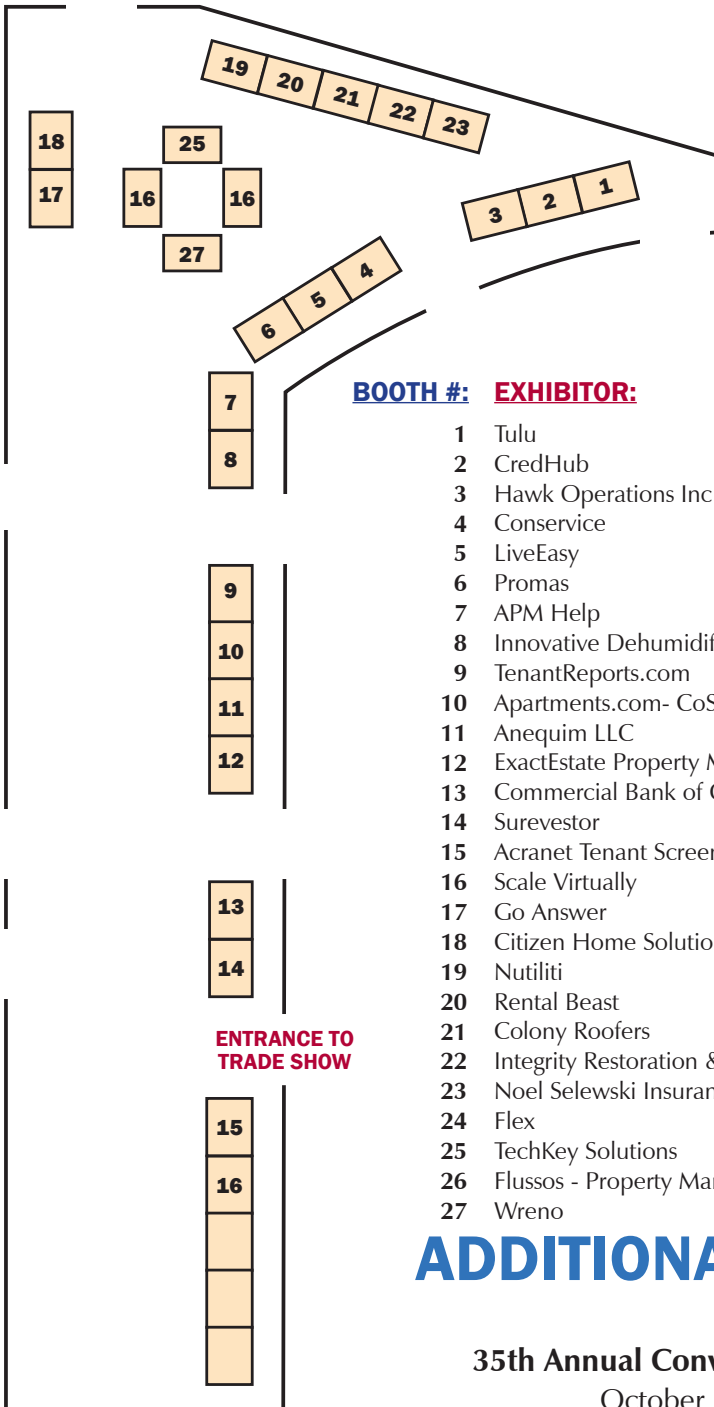 19 20 21 22 23
18
17
25
16 16
27
3 2 1
6 5 4
7
8
9
10
11
12
13
14
ENTRANCE TO
TRADE SHOW
15
16
BOOTH #: EXHIBITOR:
1 Tulu
2 CredHub
3 Hawk Operations Inc
4 Conservice
5 LiveEasy
6 Promas
7 APM Help
8 Innovative Dehumidif
9 TenantReports.com
10 Apartments.com- CoS
11 Anequim LLC
12 ExactEstate Property M
13 Commercial Bank of C
14 Surevestor
15 Acranet Tenant Screen
16 Scale Virtually
17 Go Answer
18 Citizen Home Solutio
19 Nutiliti
20 Rental Beast
21 Colony Roofers
22 Integrity Restoration &
23 Noel Selewski Insuran
24 Flex
25 TechKey Solutions
26 Flussos - Property Man
27 Wreno
ADDITIONA
35th Annual Conv
October